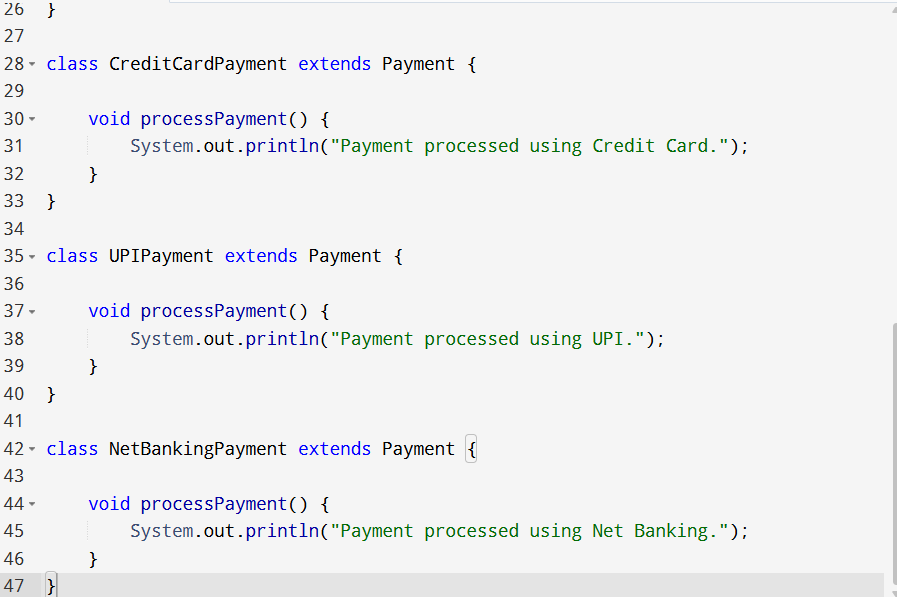 26 }
27
28 class CreditCardPayment extends Payment {
29
30 void processPayment() {
31 System.out.println("Payment processed using Credit Card.");
32 }
33 }
34
35 class UPIPayment extends Payment {
36
37 void processPayment() {
38 System.out.println("Payment processed using UPI.");
39 }
40 }
41
42 class NetBankingPayment extends Payment {
43
44 void processPayment() {
45 System.out.println("Payment processed using Net Banking.");
46 }
47 }